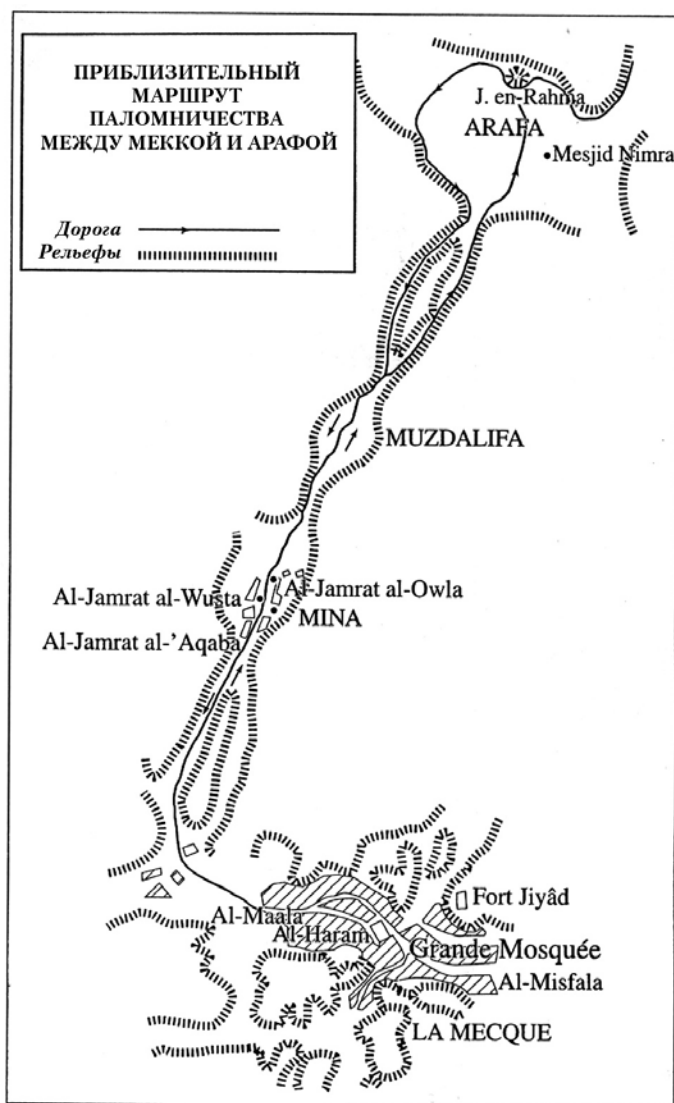 ПРИБЛИЗИТЕЛЬНЫЙ
МАРШРУТ
ПАЛОМНИЧЕСТВА
МЕЖДУ МЕККОЙ И АРАФОЙ
Дорога
Рельефы
J. en-Rahma
ARAFA
Mesjid Nimra
MUZDALIFA
Al-Jamrat al-Wusta
Al-Jamrat al-Owla
MINA
Al-Jamrat al-'Aqaba
Fort Jiyâd
Al-Maala
Al-Haram
Grande Mosquée
Al-Misfala
LA MECQUE